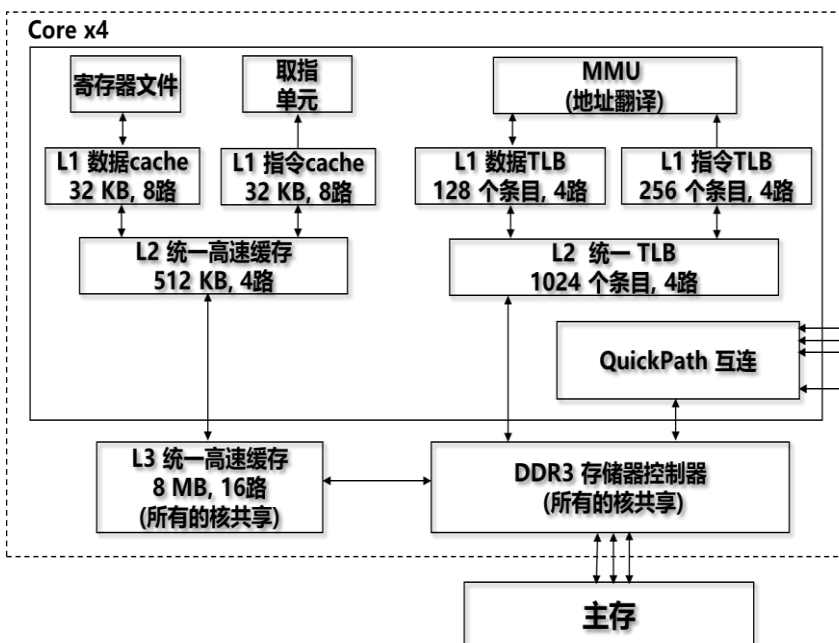 Core x4
寄存器文件
取指
单元
MMU
(地址翻译)
L1 数据cache
32 KB, 8路
L1 指令cache
32 KB, 8路
L1 数据TLB
128 个条目, 4路
L1 指令TLB
256 个条目, 4路
L2 统一高速缓存
512 KB, 4路
L2 统一 TLB
1024 个条目, 4路
QuickPath 互连
L3 统一高速缓存
8 MB, 16路
(所有的核共享)
DDR3 存储器控制器
(所有的核共享)
主存